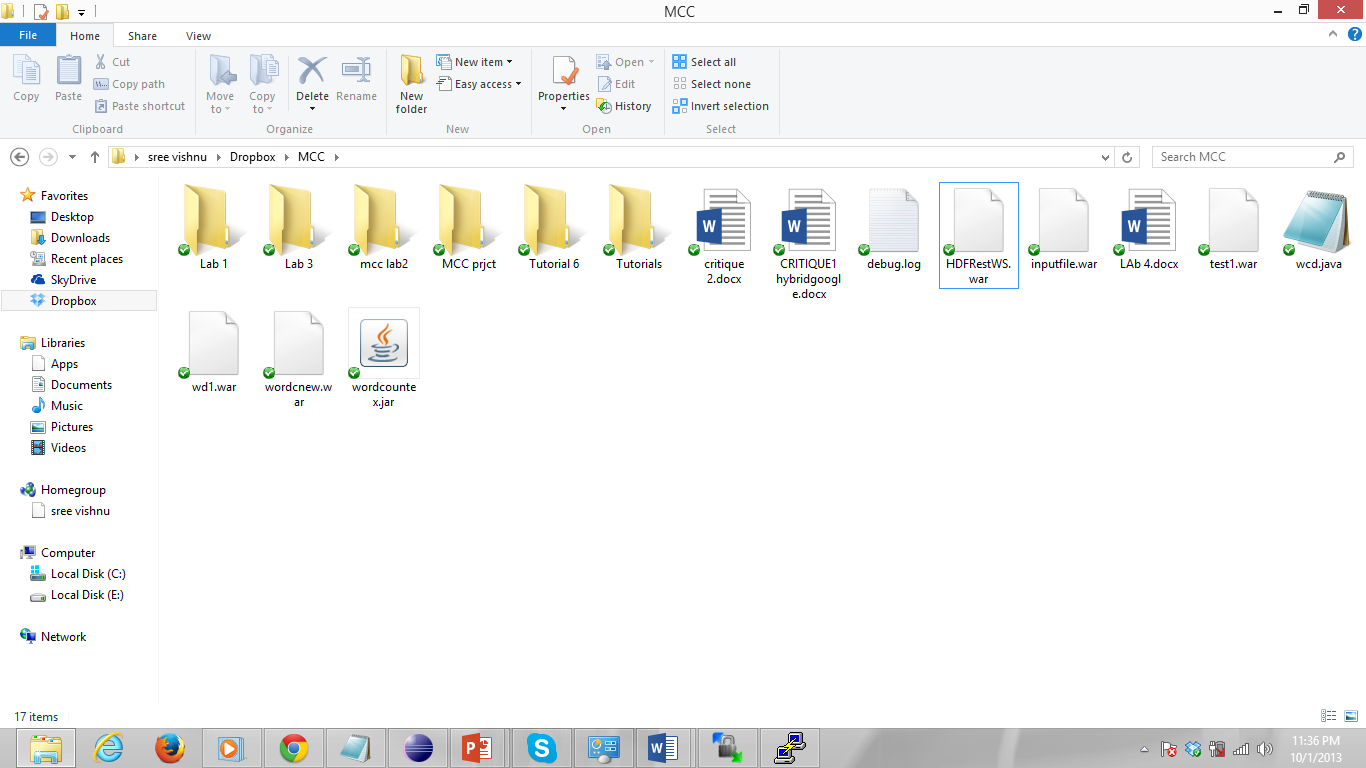 MCC
File Home Share View
Copy
Paste
Cut
Copy path
Paste shortcut
Clipboard
Move
to
Copy
to
Delete
Rename
Organize
New
folder
New item
Easy access
New
Properties
Open
Edit
History
Open
Select all
Select none
Invert selection
Select
sree vishnu Dropbox MCC
Search MCC
Favorites
Desktop
Downloads
Recent places
SkyDrive
Dropbox
Libraries
Apps
Documents
Music
Pictures
Videos
Homegroup
sree vishnu
Computer
Local Disk (C:)
Local Disk (E:)
Network
Lab 1
Lab 3
mcc lab2
MCC prjct
Tutorial 6
Tutorials
critique
2.docx
CRITIQUE1
hybridgoogl
e.docx
debug.log
HDFRestWS.
war
inputfile.war
LAb 4.docx
test1.war
wcd.java
wd1.war
wordcnew.w
ar
wordcounte
x.jar
17 items
11:36 PM
10/1/2013